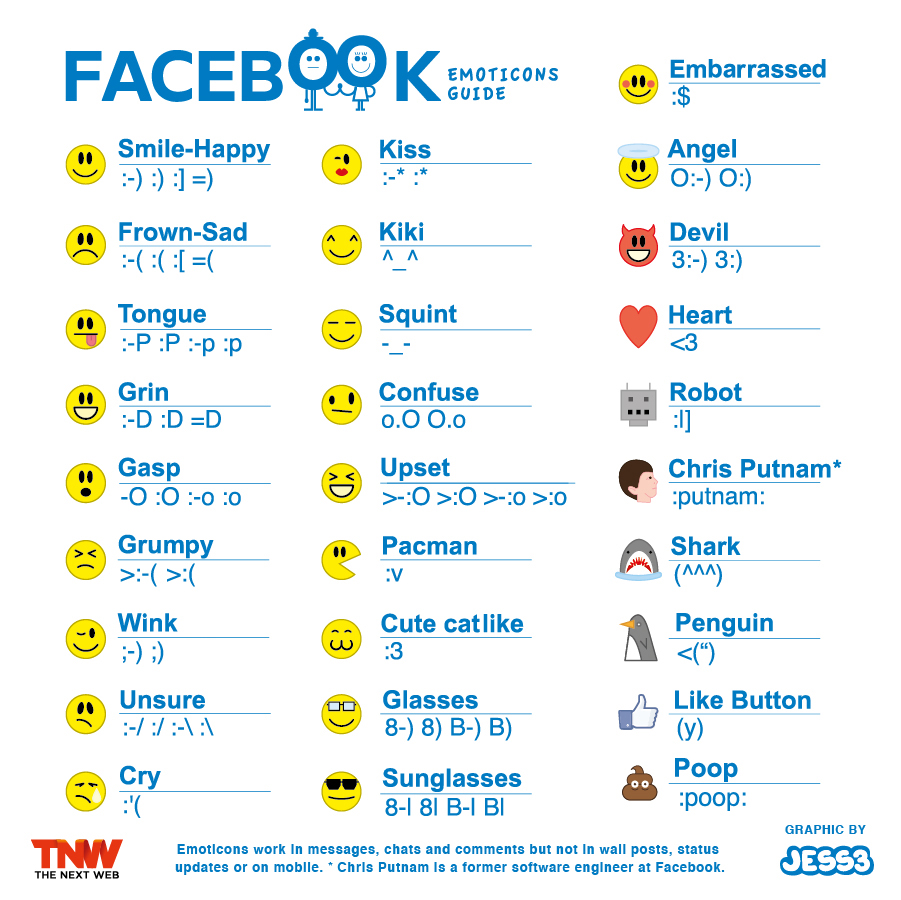 FACEBOOK EMOTICONS
GUIDE
Smile-Happy
:-) :) :] =)
Frown-Sad
:-( :( :[ =(
Tongue
:-P :P :-p :p
Grin
:-D :D =D
Gasp
-O :O :-o :o
Grumpy
>:-( >:(
Wink
;-) ;)
Unsure
:-/ :/ :-\ :\
Cry
:'(
Kiss
:-* :*
Kiki
^_^
Squint
-_-
Confuse
o.O O.o
Upset
>-:O >:O >-:o >:o
Pacman
:v
Cute catlike
:3
Glasses
8-) 8) B-) B)
Sunglasses
8-l 8l B-l Bl
Embarrassed
:$
Angel
O:-) O:)
Devil
3:-) 3:)
Heart
<3
Robot
:l]
Chris Putnam*
:putnam:
Shark
(^^^)
Penguin
<(“)
Like Button
(y)
Poop
:poop:
TNW
THE NEXT WEB
Emoticons work in messages, chats and comments but not in wall posts, status
updates or on mobile. * Chris Putnam is a former software engineer at Facebook.
GRAPHIC BY
JESS3